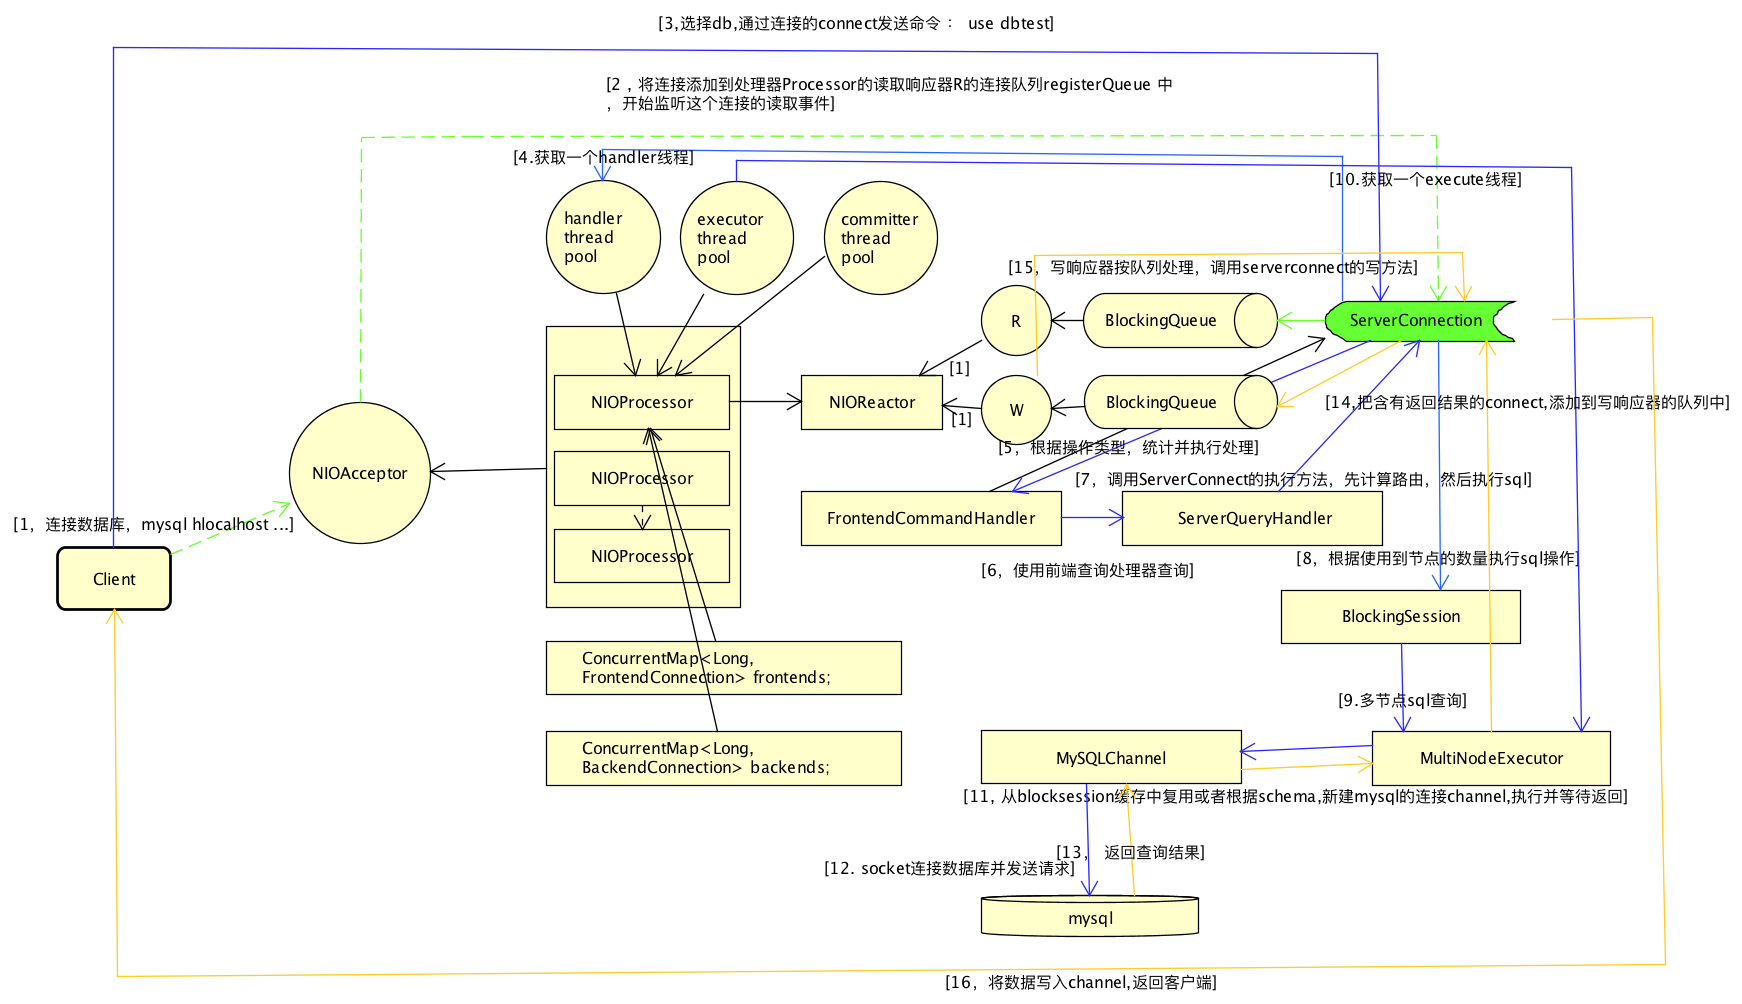 [3,选择db,通过连接的connect发送命令： use dbtest]
[2，将连接添加到处理器Processor的读取响应器R的连接队列registerQueue 中
，开始监听这个连接的读取事件]
[4.获取一个handler线程]
[10.获取一个execute线程]
handler
thread
pool
executor
thread
pool
committer
thread
pool
[15，写响应器按队列处理，调用serverconnect的写方法]
R
BlockingQueue
ServerConnection
[1]
NIOProcessor
NIOReactor
W
BlockingQueue
[14,把含有返回结果的connect,添加到写响应器的队列中]
[1]
[5，根据操作类型，统计并执行处理]
NIOAcceptor
NIOProcessor
[7，调用ServerConnect的执行方法，先计算路由，然后执行sql]
[1，连接数据库，mysql hlocalhost ...]
FrontendCommandHandler
ServerQueryHandler
NIOProcessor
[8，根据使用到节点的数量执行sql操作]
Client
[6，使用前端查询处理器查询]
BlockingSession
ConcurrentMap<Long,
FrontendConnection> frontends;
[9.多节点sql查询]
ConcurrentMap<Long,
BackendConnection> backends;
MySQLChannel
MultiNodeExecutor
[11, 从blocksession缓存中复用或者根据schema,新建mysql的连接channel,执行并等待返回]
[13， 返回查询结果]
[12. socket连接数据库并发送请求]
mysql
[16，将数据写入channel,返回客户端]